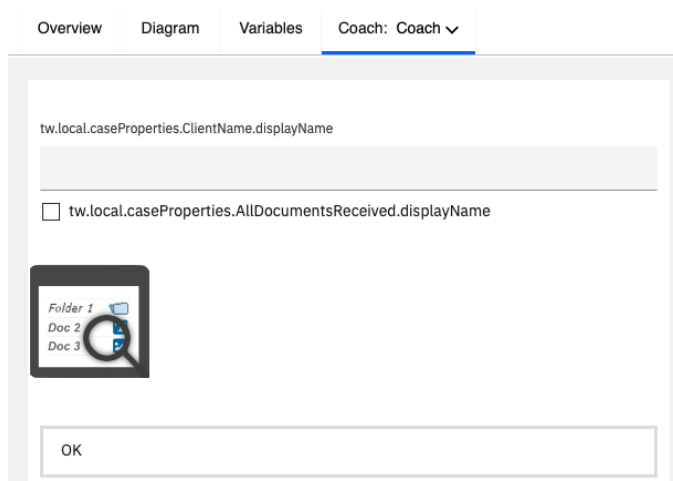 Overview Diagram Variables Coach: Coach
tw.local.caseProperties.ClientName.displayName
tw.local.caseProperties.AllDocumentsReceived.displayName
Folder 1
Doc 2
Doc 3
OK